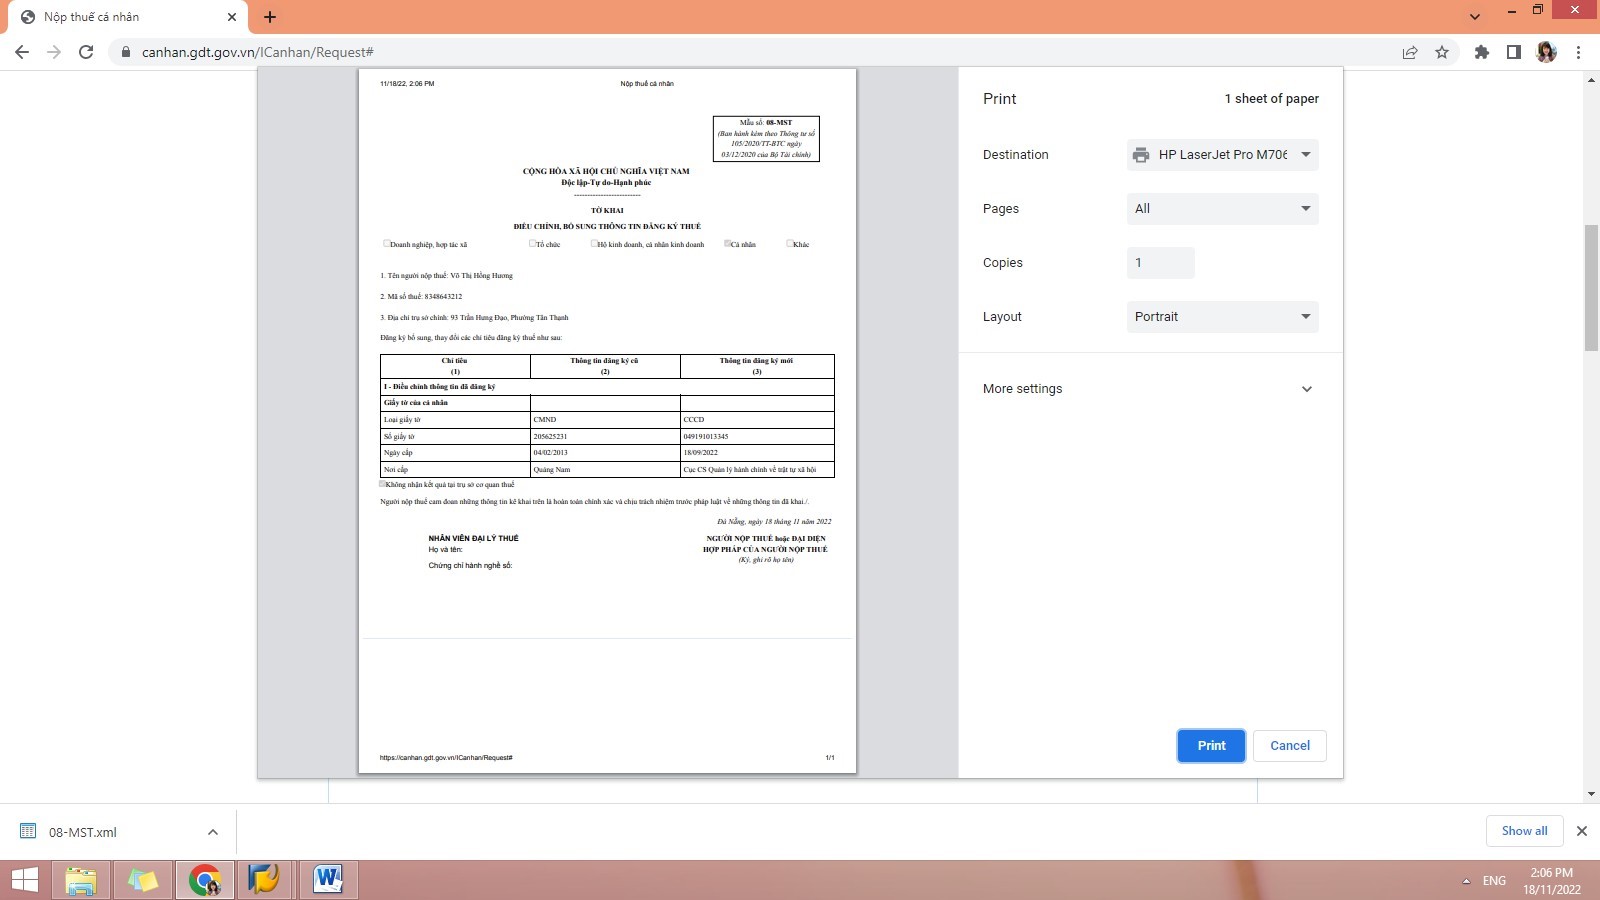 Nộp thuế cá nhân
canhan.gdt.gov.vn/ICanhan/Request#
11/18/22, 2:06 PM
Nộp thuế cá nhân
Mẫu số: 08-MST
(Ban hành kèm theo Thông tư số
105/2020/TT-BTC ngày
03/12/2020 của Bộ Tài chính)
CỘNG HÒA XÃ HỘI CHỦ NGHĨA VIỆT NAM
Độc lập-Tự do-Hạnh phúc
-------------------------
TỜ KHAI
ĐIỀU CHỈNH, BỔ SUNG THÔNG TIN ĐĂNG KÝ THUẾ
Doanh nghiệp, hợp tác xã Tổ chức Hộ kinh doanh, cá nhân kinh doanh Cá nhân Khác
1. Tên người nộp thuế: Võ Thị Hồng Hương
2. Mã số thuế: 8348643212
3. Địa chỉ trụ sở chính: 93 Trần Hưng Đạo, Phường Tân Thạnh
Đăng ký bổ sung, thay đổi các chỉ tiêu đăng ký thuế như sau:
Chỉ tiêu Thông tin đăng ký cũ Thông tin đăng ký mới
(1) (2) (3)
I - Điều chỉnh thông tin đã đăng ký
Giấy tờ của cá nhân
Loại giấy tờ CMND CCCD
Số giấy tờ 205625231 049191013345
Ngày cấp 04/02/2013 18/09/2022
Nơi cấp Quảng Nam Cục CS Quản lý hành chính về trật tự xã hội
Không nhận kết quả tại trụ sở cơ quan thuế
Người nộp thuế cam đoan những thông tin kê khai trên là hoàn toàn chính xác và chịu trách nhiệm trước pháp luật về những thông tin đã khai./.
Đà Nẵng, ngày 18 tháng 11 năm 2022
NHÂN VIÊN ĐẠI LÝ THUẾ
Họ và tên:
Chứng chỉ hành nghề số:
NGƯỜI NỘP THUẾ hoặc ĐẠI DIỆN
HỢP PHÁP CỦA NGƯỜI NỘP THUẾ
(Ký, ghi rõ họ tên)
https://canhan.gdt.gov.vn/ICanhan/Request#
1/1
Print
1 sheet of paper
Destination
HP LaserJet Pro M706
Pages
All
Copies
1
Layout
Portrait
More settings
Print
Cancel
08-MST.xml
Show all
ENG
2:06 PM
18/11/2022